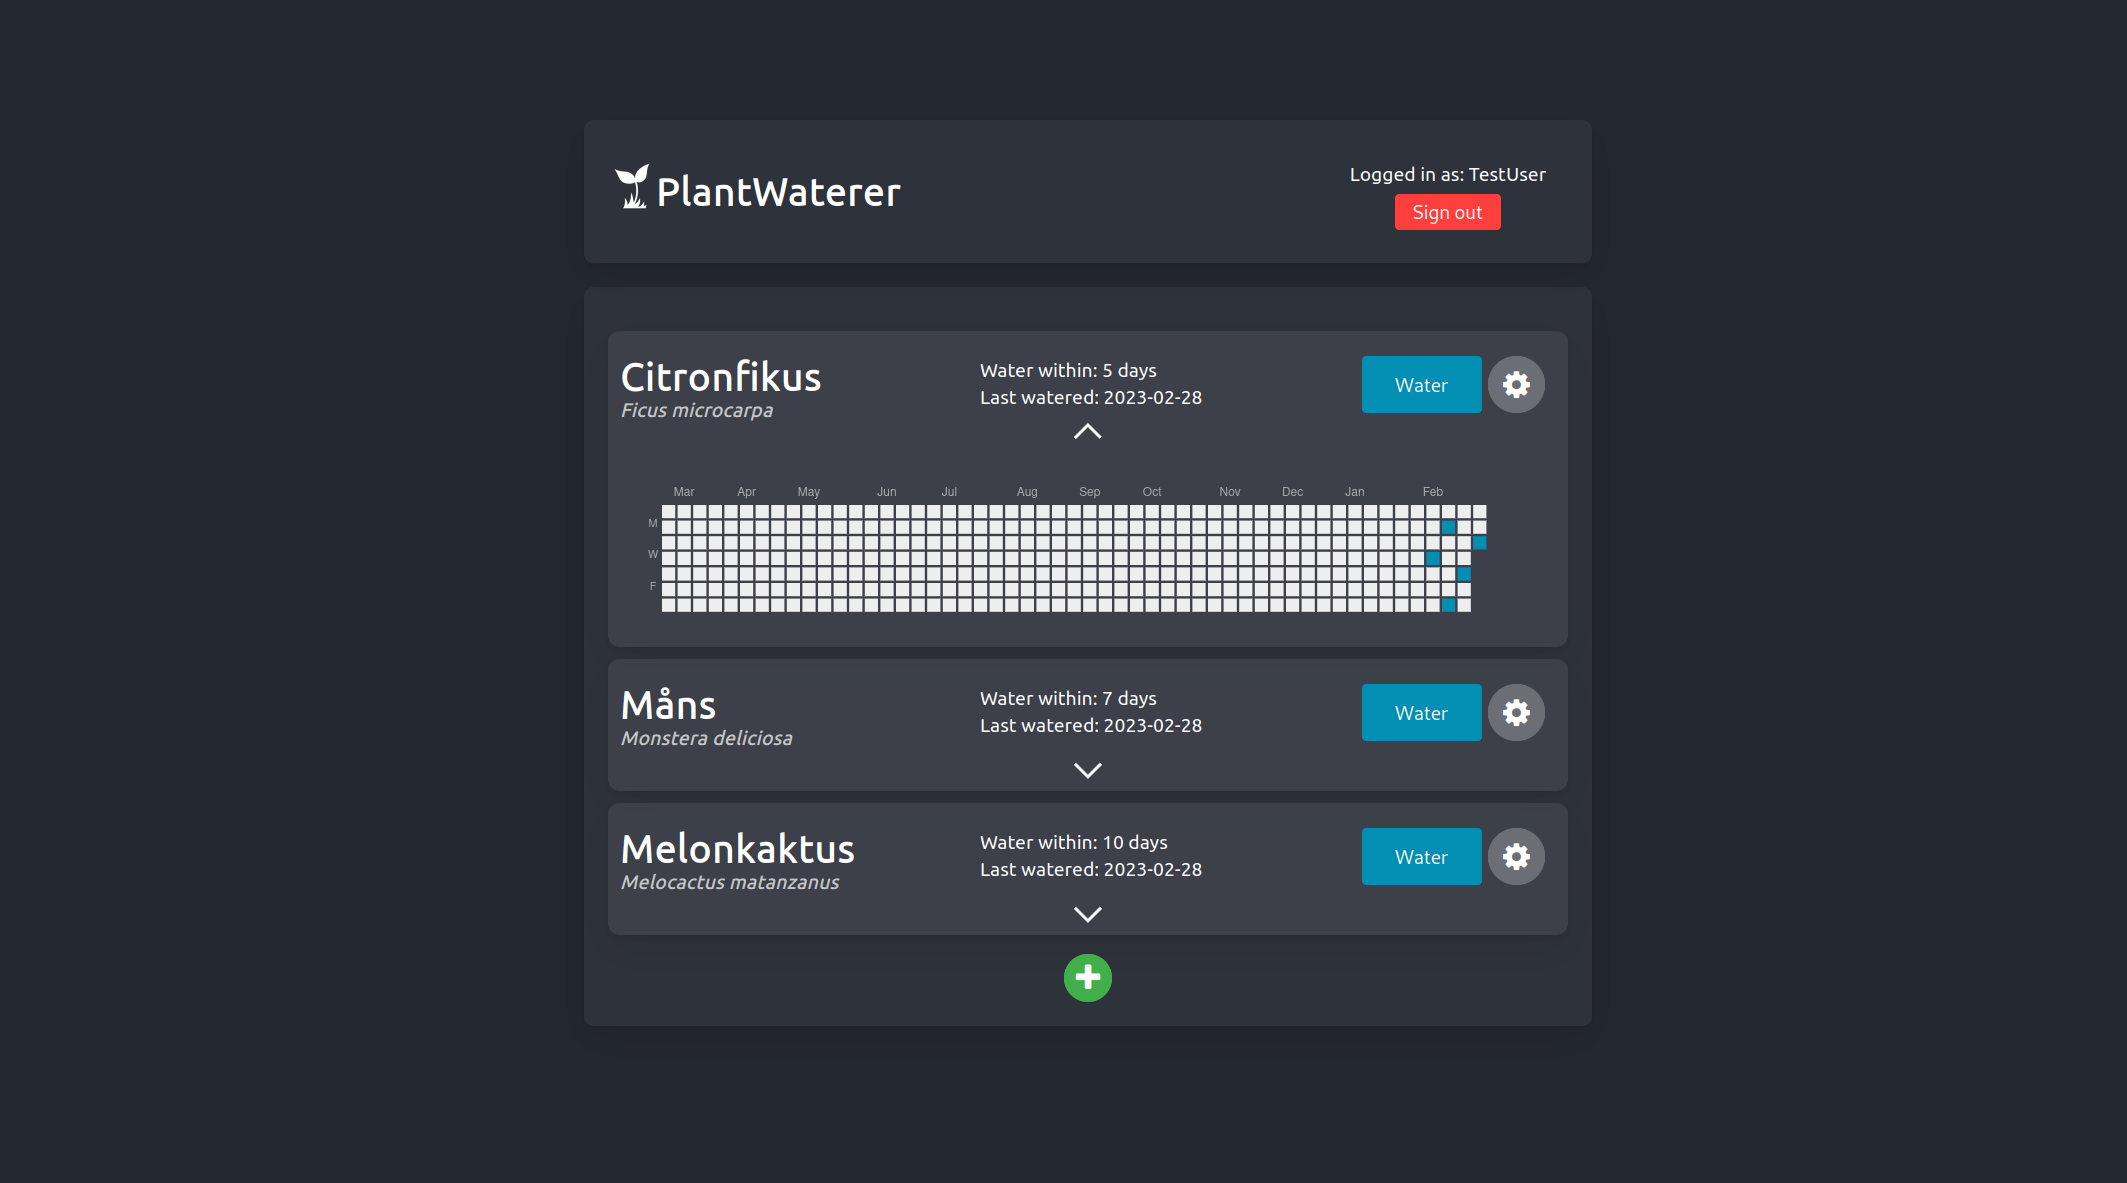 PlantWaterer
Logged in as: TestUser
Sign out
Citronfikus
Ficus microcarpa
Water within: 5 days
Last watered: 2023-02-28
Water
Mar Apr May Jun Jul Aug Sep Oct Nov Dec Jan Feb
M
W
F
Måns
Monstera deliciosa
Water within: 7 days
Last watered: 2023-02-28
Water
Melonkaktus
Melocactus matanzanus
Water within: 10 days
Last watered: 2023-02-28
Water